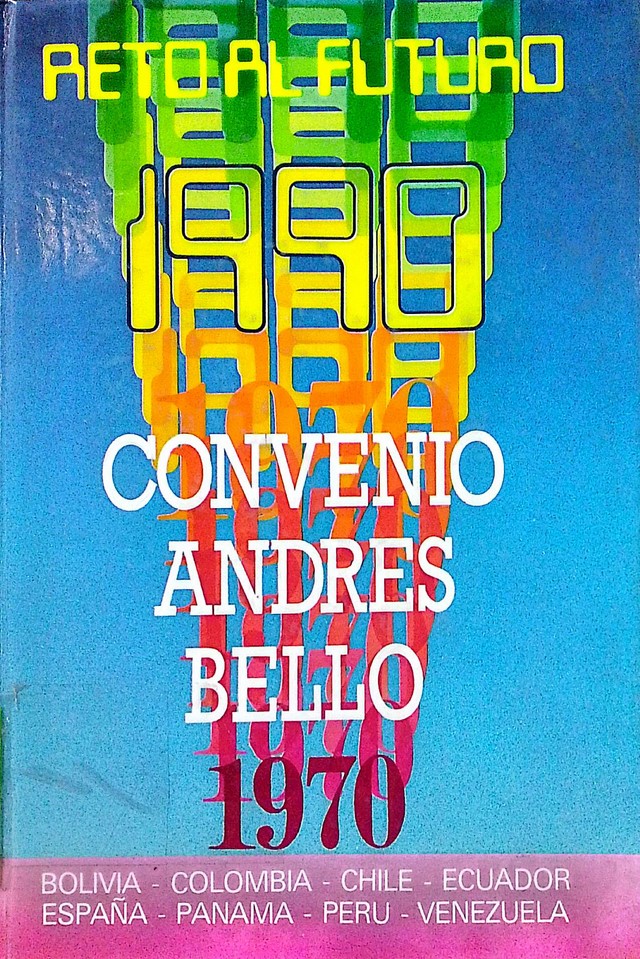 RETO AL FUTURO
1990
CONVENIO
ANDRES
BELLO
1970
BOLIVIA - COLOMBIA - CHILE - ECUADOR
ESPAÑA - PANAMA - PERU - VENEZUELA